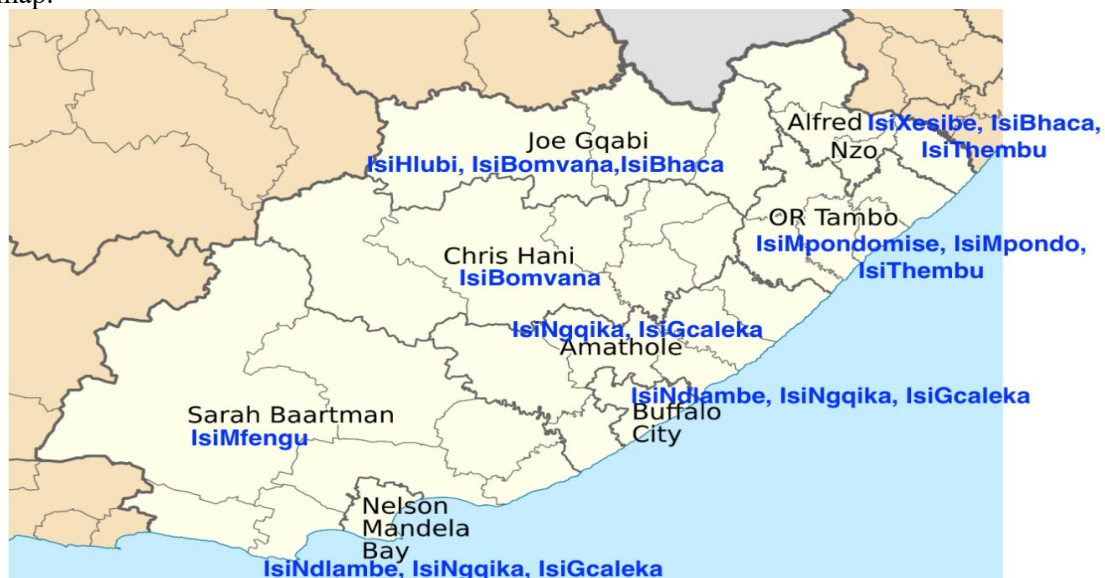 map.
Joe Gqabi
IsiHlubi, IsiBomvana,IsiBhaca
Alfred
Nzo
IsiXesibe, IsiBhaca,
IsiThembu
OR Tambo
IsiMpondomise, IsiMpondo,
IsiThembu
Chris Hani
IsiBomvana
IsiNgqika, IsiGcaleka
Amathole
IsiNdlambe, IsiNgqika, IsiGcaleka
Buffalo
City
Sarah Baartman
IsiMfengu
Nelson
Mandela
Bay
IsiNdlambe, IsiNgqika, IsiGcaleka